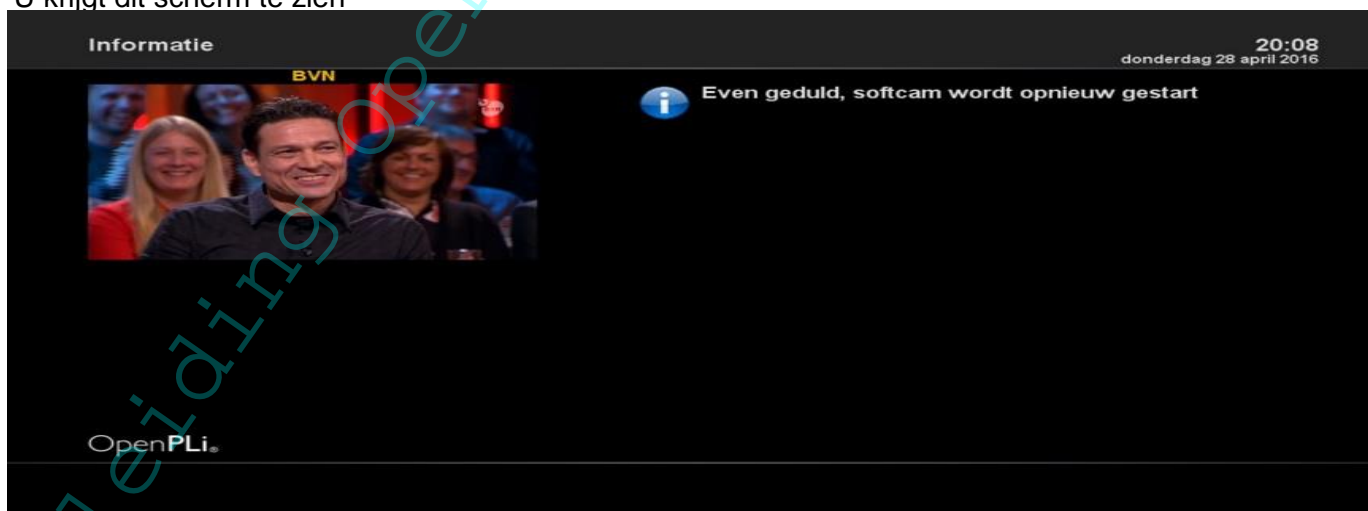 U krijgt dit scherm te zien
Informatie
20:08
donderdag 28 april 2016
BVN
Even geduld, softcam wordt opnieuw gestart
OpenPLi®